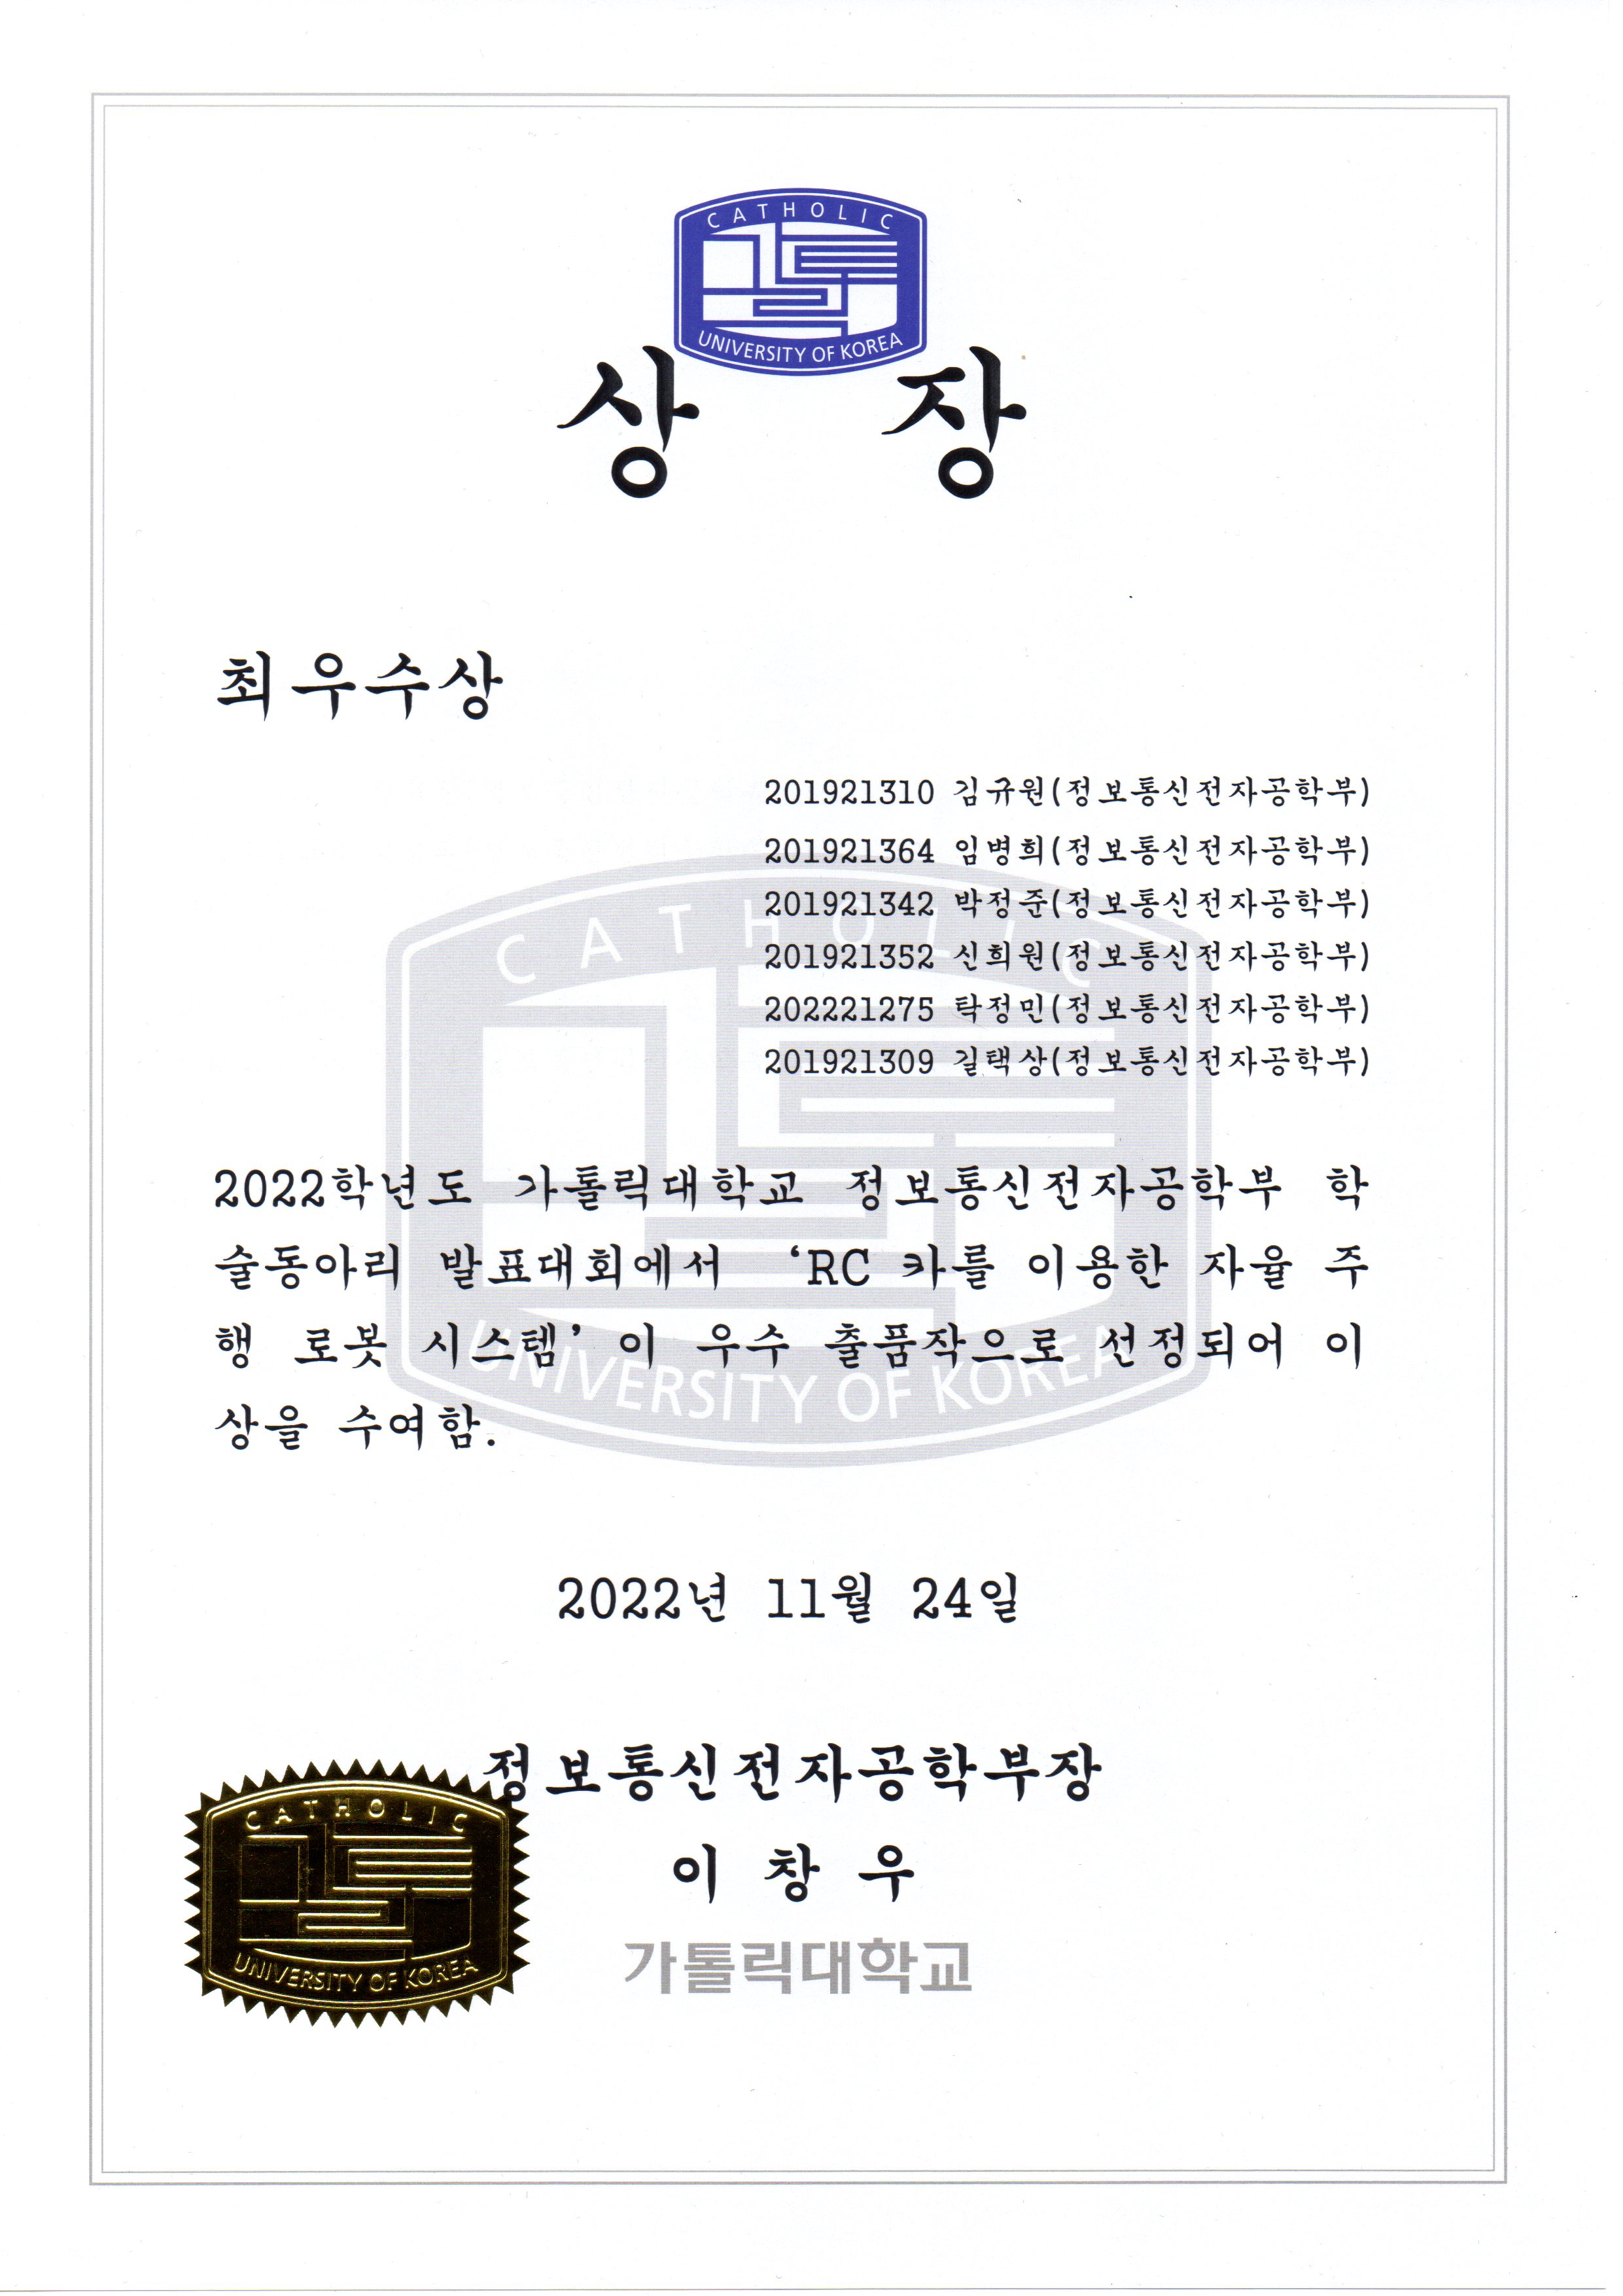 CATHOLIC
UNIVERSITY OF KOREA
상 장
최우수상
201921310 김규원(정보통신전자공학부)
201921364 임병희(정보통신전자공학부)
201921342 박정준(정보통신전자공학부)
201921352 신희원(정보통신전자공학부)
202221275 탁정민(정보통신전자공학부)
201921309 길택상(정보통신전자공학부)
CATHOLIC
2022학년도 가톨릭대학교 정보통신전자공학부 학
술동아리 발표대회에서 ‘RC 카를 이용한 자율 주
행 로봇 시스템’이 우수 출품작으로 선정되어 이
상을 수여함.
UNIVERSITY OF KOREA
2022년 11월 24일
정보통신전자공학부장
이 창 우
가톨릭대학교
CATHOLIC
UNIVERSITY OF KOREA